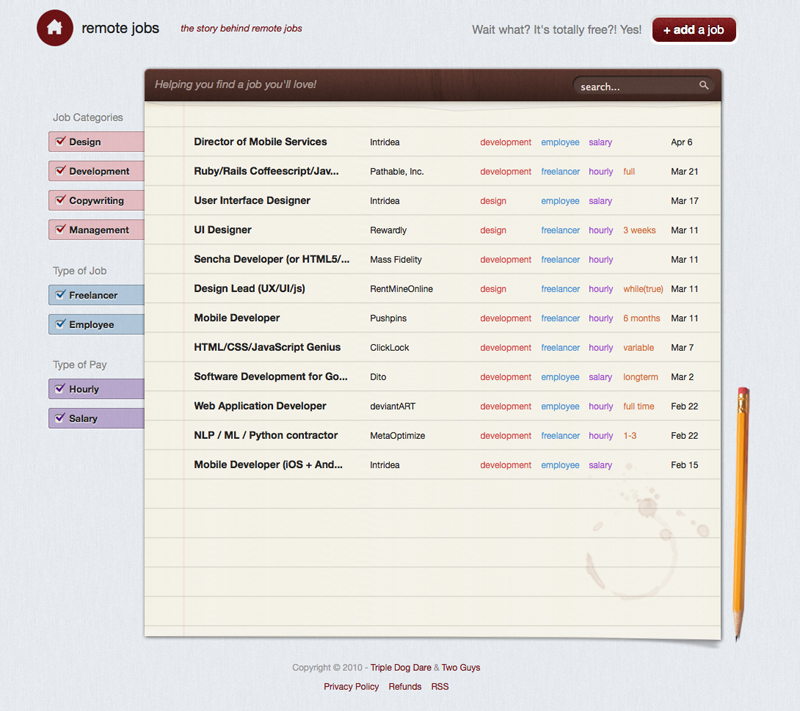 remote jobs the story behind remote jobs Wait what? It's totally free?! Yes! + add a job
Helping you find a job you'll love! search...
Job Categories
Design
Development
Copywriting
Management
Type of Job
Freelancer
Employee
Type of Pay
Hourly
Salary
Director of Mobile Services Intridea development employee salary Apr 6
Ruby/Rails Coffeescript/Jav... Pathable, Inc. development freelancer hourly full Mar 21
User Interface Designer Intridea design employee salary Mar 17
UI Designer Rewardly design freelancer hourly 3 weeks Mar 11
Sencha Developer (or HTML5/... Mass Fidelity development freelancer hourly Mar 11
Design Lead (UX/UI/js) RentMineOnline design freelancer hourly while(true) Mar 11
Mobile Developer Pushpins development freelancer hourly 6 months Mar 11
HTML/CSS/JavaScript Genius ClickLock development freelancer hourly variable Mar 7
Software Development for Go... Dito development employee salary longterm Mar 2
Web Application Developer deviantART development employee hourly full time Feb 22
NLP / ML / Python contractor MetaOptimize development freelancer hourly 1-3 Feb 22
Mobile Developer (iOS + And... Intridea development employee salary Feb 15
Copyright © 2010 - Triple Dog Dare & Two Guys
Privacy Policy Refunds RSS